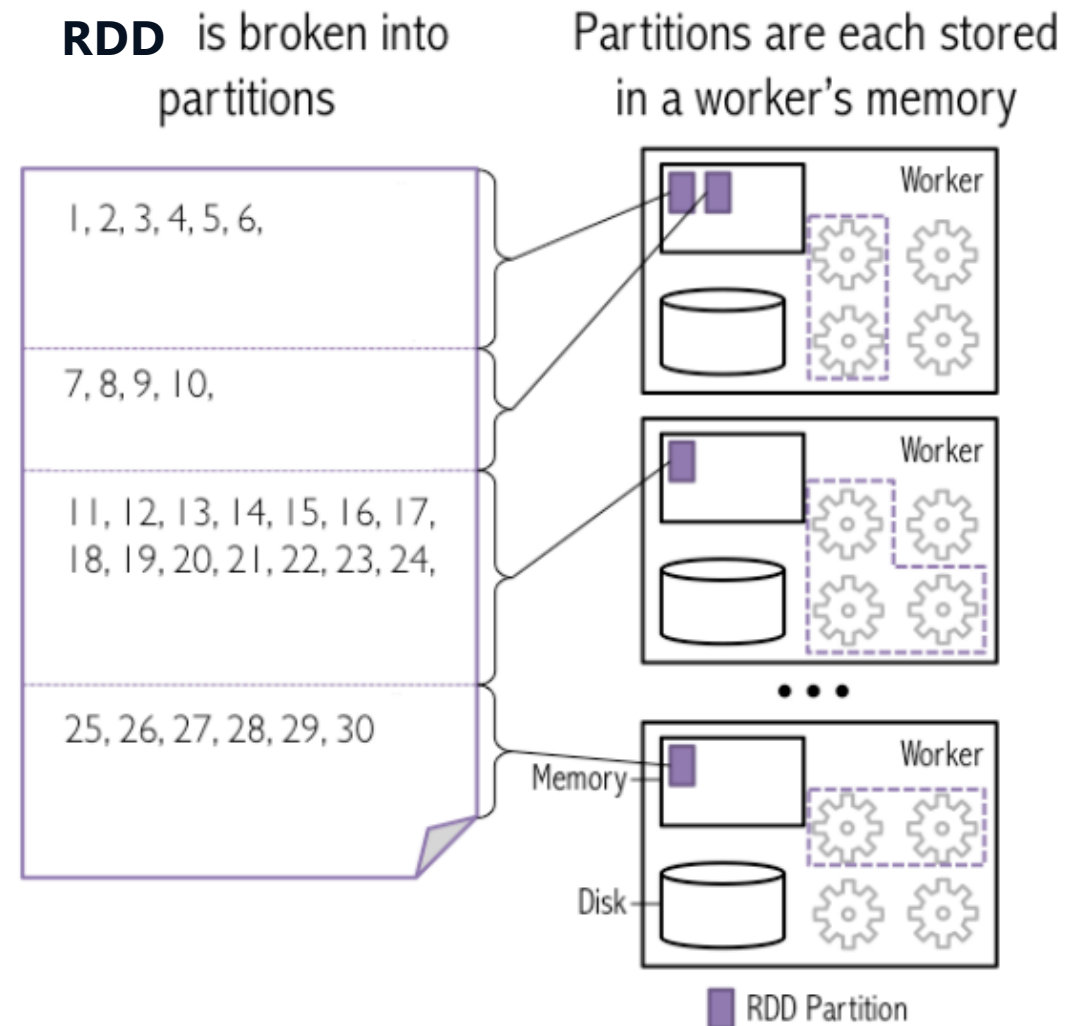 RDD is broken into
partitions
Partitions are each stored
in a worker's memory
1, 2, 3, 4, 5, 6,
7, 8, 9, 10,
11, 12, 13, 14, 15, 16, 17,
18, 19, 20, 21, 22, 23, 24,
25, 26, 27, 28, 29, 30
Worker
Worker
Worker
Memory
Disk
RDD Partition